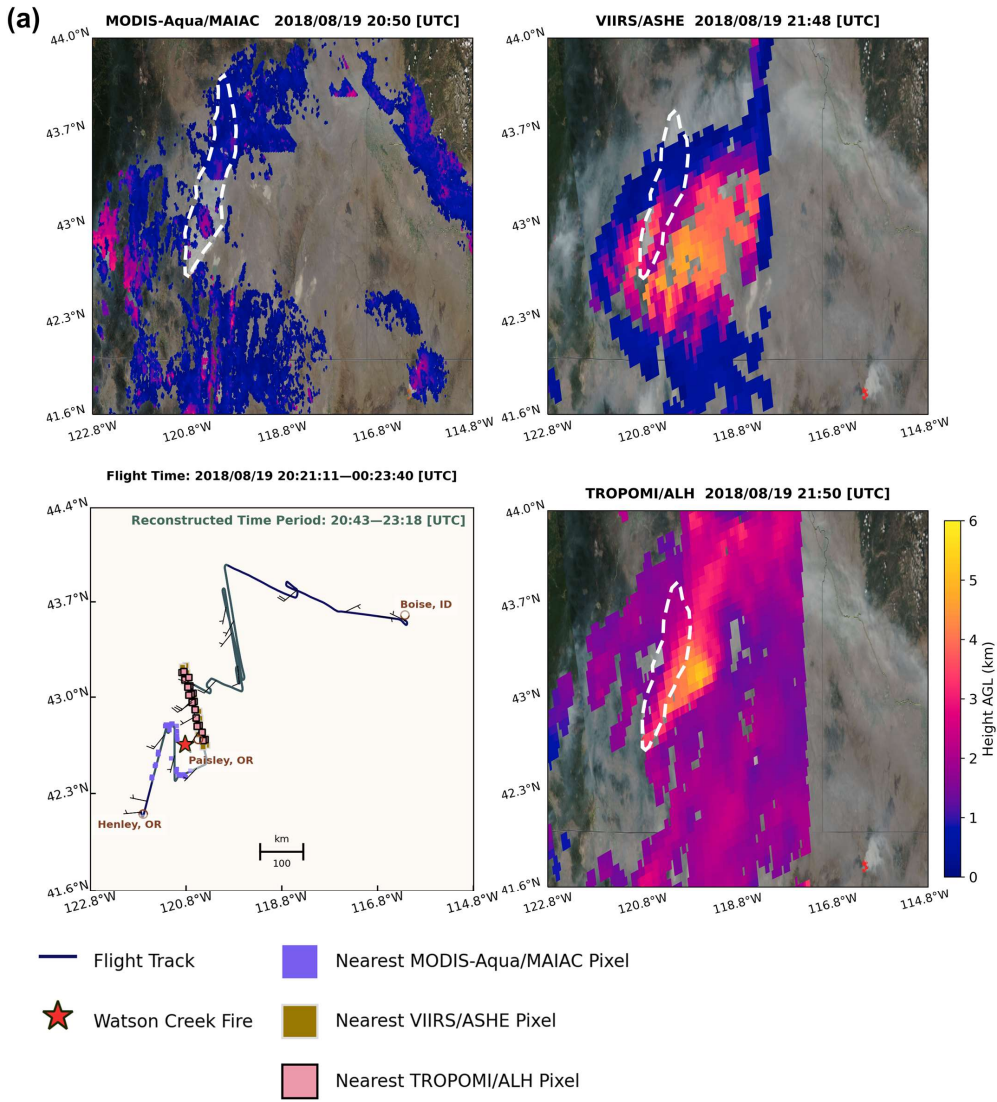 (a)
MODIS-Aqua/MAIAC 2018/08/19 20:50 [UTC]
44.0°N
43.7°N
43°N
42.3°N
41.6°N
122.8°W 120.8°W 118.8°W 116.8°W 114.8°W
VIIRS/ASHE 2018/08/19 21:48
44.0°N
43.7°N
43°N
42.3°N
41.6°N
122.8°W 120.8°W 118.8°W 116.8°W 114.8°W
Flight Time: 2018/08/19 20:21:11—00:23:40 [UTC]
Reconstructed Time Period: 20:43—23:18 [UTC]
44.4°N
43.7°N
43.0°N
42.3°N
41.6°N
Boise, ID
Paisley, OR
Henley, OR
km
100
122.8°W 120.8°W 118.8°W 116.8°W 114.8°W
TROPOMI/ALH 2018/08/19 21:50 [UTC]
44.0°N
43.7°N
43°N
42.3°N
41.6°N
122.8°W 120.8°W 118.8°W 116.8°W 114.8°W
6
5
4
3
2
1
0
Height AGL (km)
Flight Track
Watson Creek Fire
Nearest MODIS-Aqua/MAIAC Pixel
Nearest VIIRS/ASHE Pixel
Nearest TROPOMI/ALH Pixel